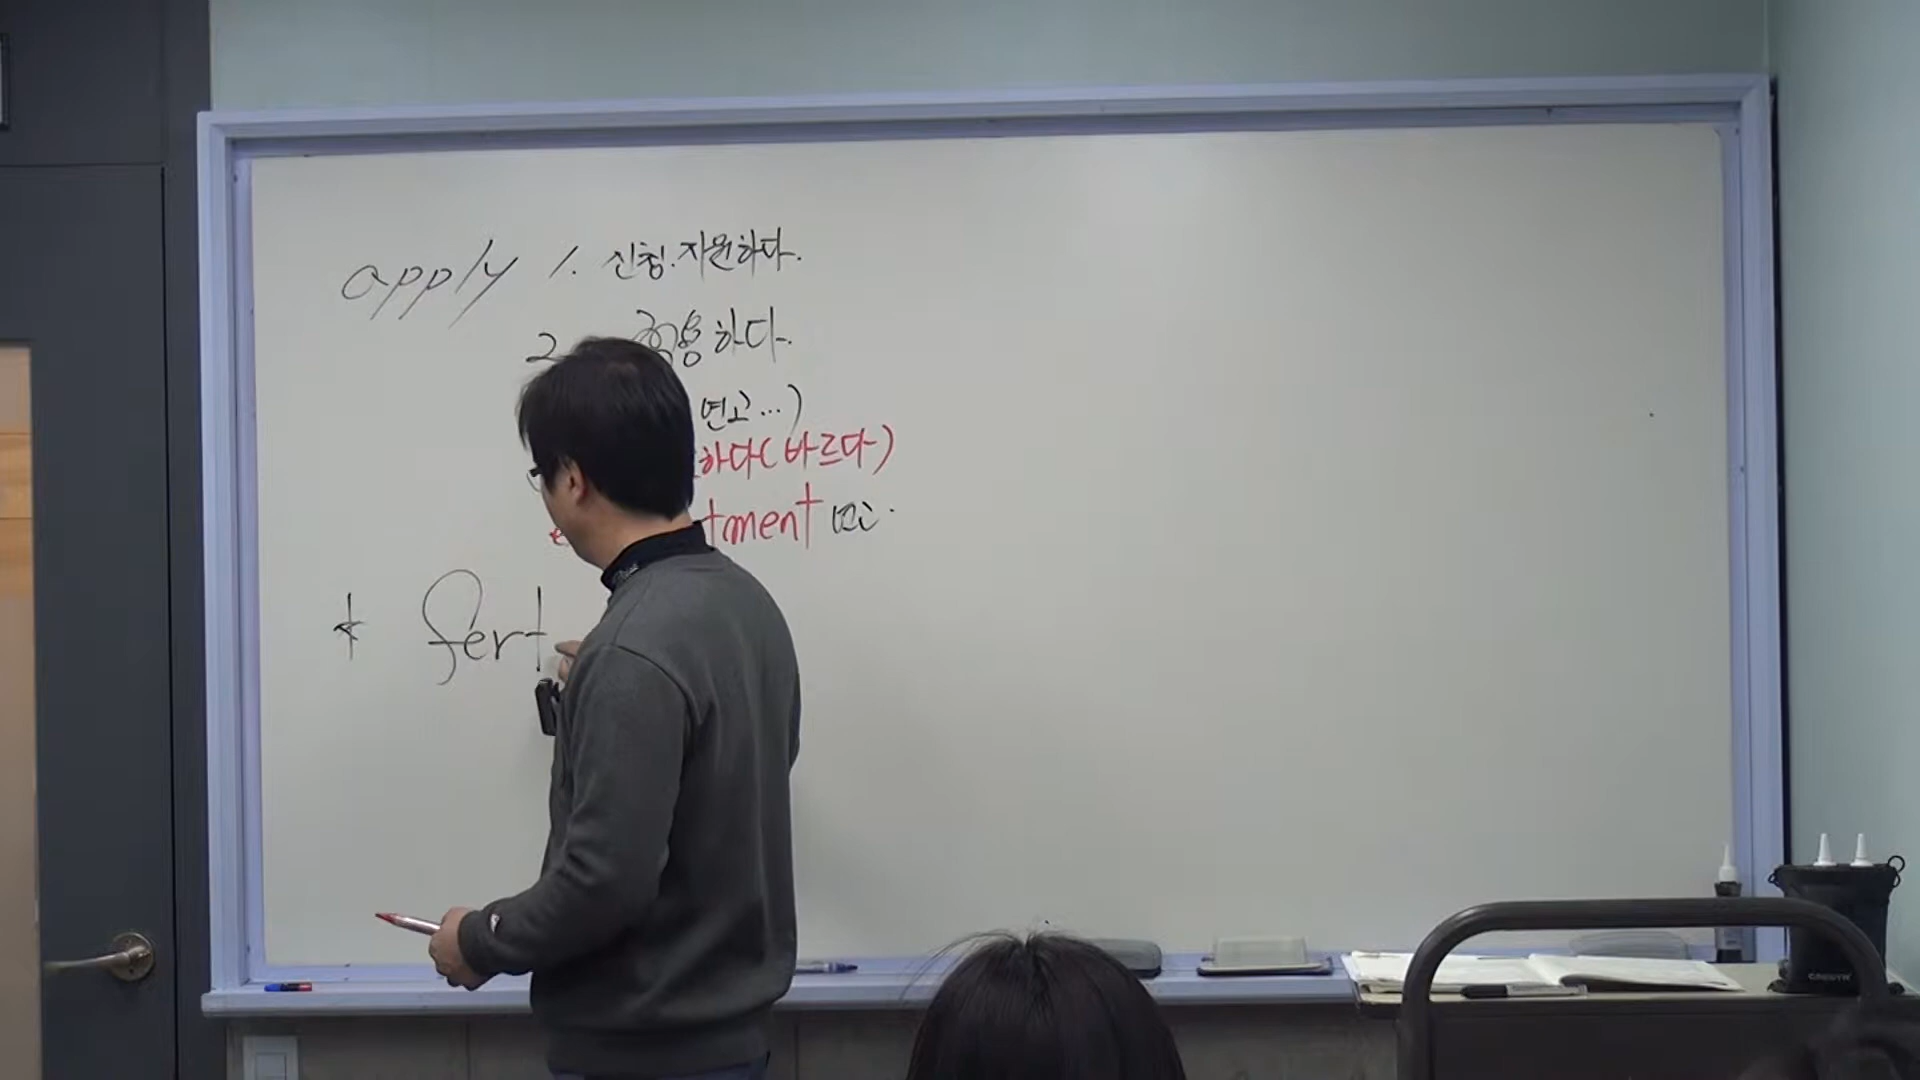 apply 1. 신청.지원하다.
2 적용하다.
연고...)
하다(바르다)
tment 연고.
* fert